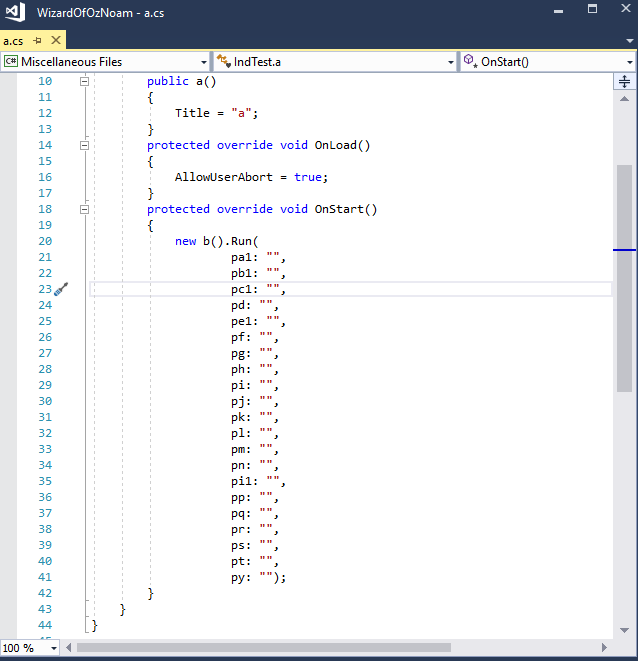 WizardOfOzNoam - a.cs
a.cs
C# Miscellaneous Files IndTest.a OnStart()
10 public a()
11 {
12 Title = "a";
13 }
14 protected override void OnLoad()
15 {
16 AllowUserAbort = true;
17 }
18 protected override void OnStart()
19 {
20 new b().Run(
21 pa1: "",
22 pb1: "",
23 pc1: "",
24 pd: "",
25 pe1: "",
26 pf: "",
27 pg: "",
28 ph: "",
29 pi: "",
30 pj: "",
31 pk: "",
32 pl: "",
33 pm: "",
34 pn: "",
35 pi1: "",
36 pp: "",
37 pq: "",
38 pr: "",
39 ps: "",
40 pt: "",
41 py: "");
42 }
43 }
44 }
100 %